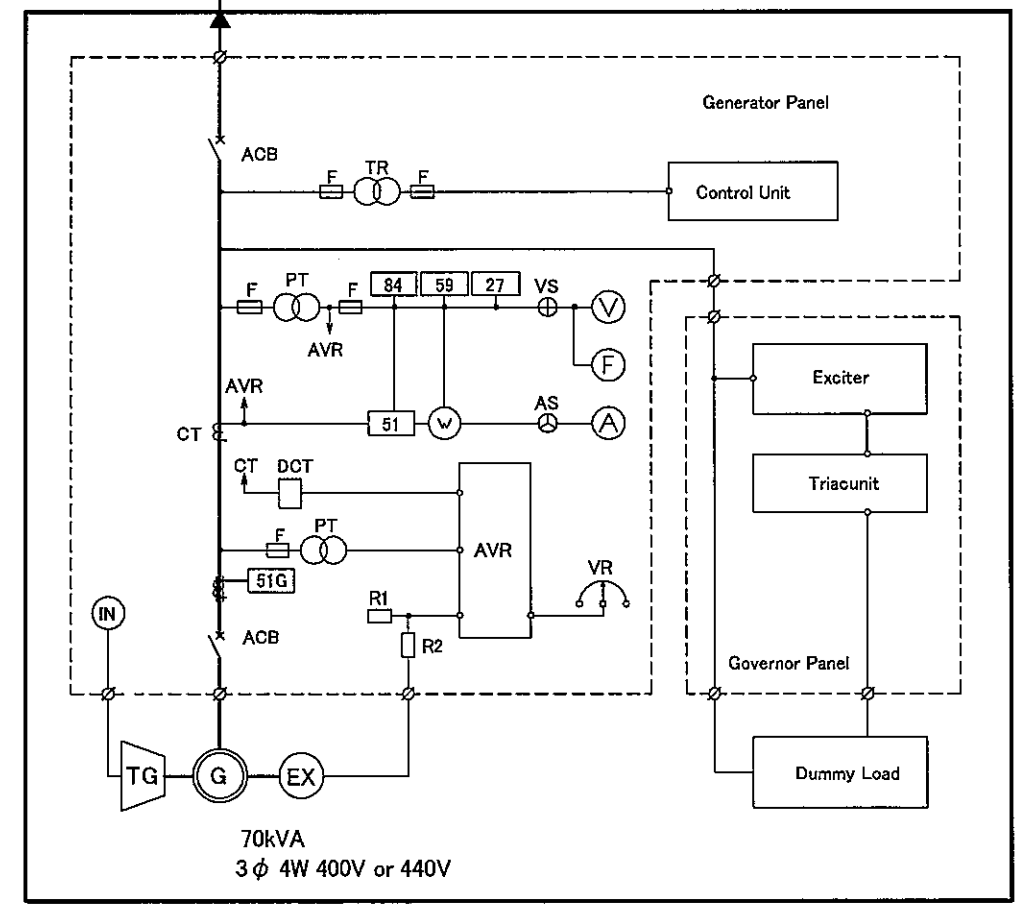 Generator Panel
ACB
F
TR
F
Control Unit
84
59
27
F
PT
F
VS
V
AVR
F
Exciter
AVR
AS
CT
51
W
A
Triacunit
CT
DCT
F
PT
AVR
VR
51G
R1
IN
ACB
R2
Governor Panel
TG
G
EX
Dummy Load
70kVA
3ϕ 4W 400V or 440V